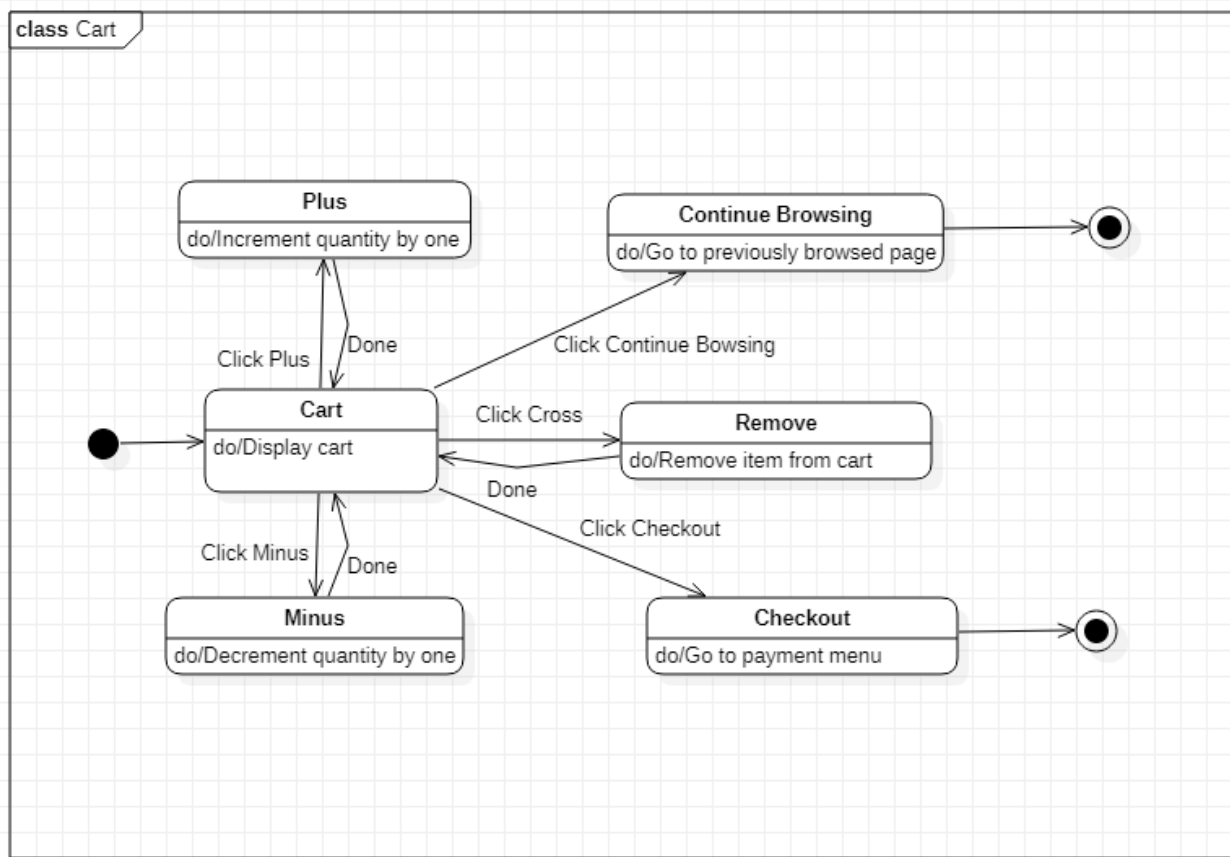 class Cart
Plus
do/Increment quantity by one
Continue Browsing
do/Go to previously browsed page
Click Plus
Done
Click Continue Bowsing
Cart
do/Display cart
Click Cross
Remove
do/Remove item from cart
Done
Click Checkout
Click Minus
Done
Minus
do/Decrement quantity by one
Checkout
do/Go to payment menu